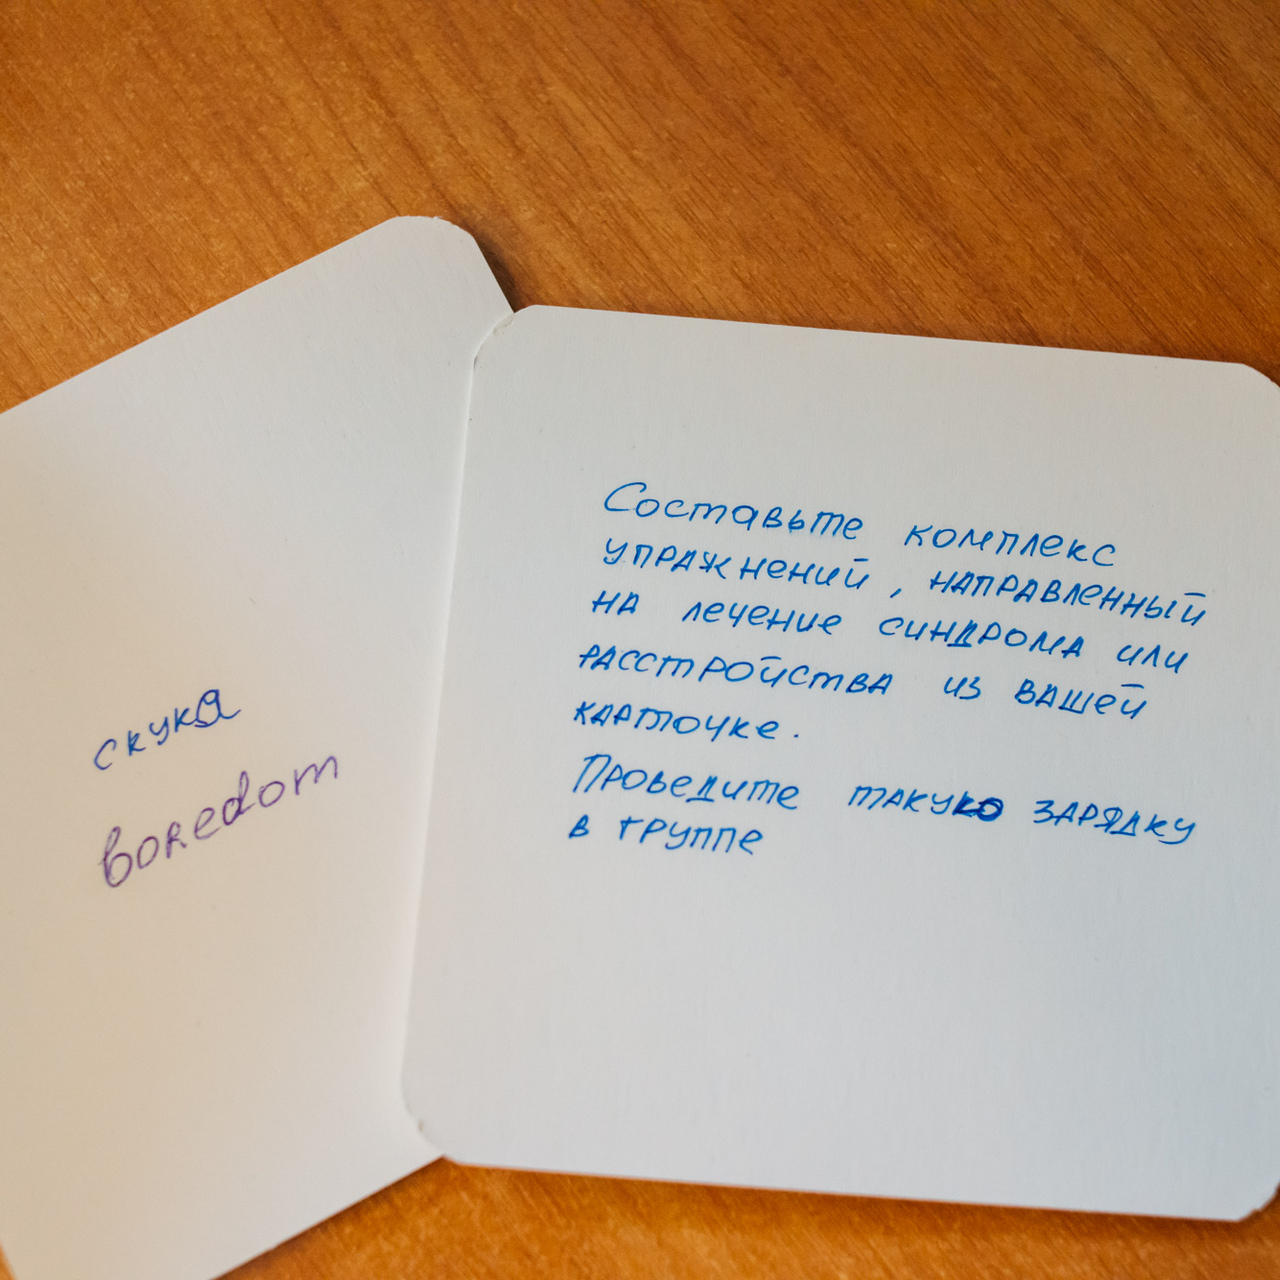 скука
boredom
Составьте комплекс
упражнений, направленный
на лечение синдрома или
расстройства из вашей
карточке.
Проведите такую зарядку
в группе